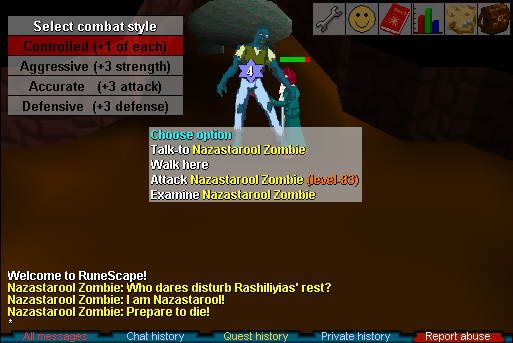 Select combat style
Controlled (+1 of each)
Aggressive (+3 strength)
Accurate (+3 attack)
Defensive (+3 defense)
4
Choose option
Talk-to Nazastarool Zombie
Walk here
Attack Nazastarool Zombie (level-83)
Examine Nazastarool Zombie
Welcome to RuneScape!
Nazastarool Zombie: Who dares disturb Rashiliyias' rest?
Nazastarool Zombie: I am Nazastarool!
Nazastarool Zombie: Prepare to die!
*
All messages Chat history Quest history Private history Report abuse